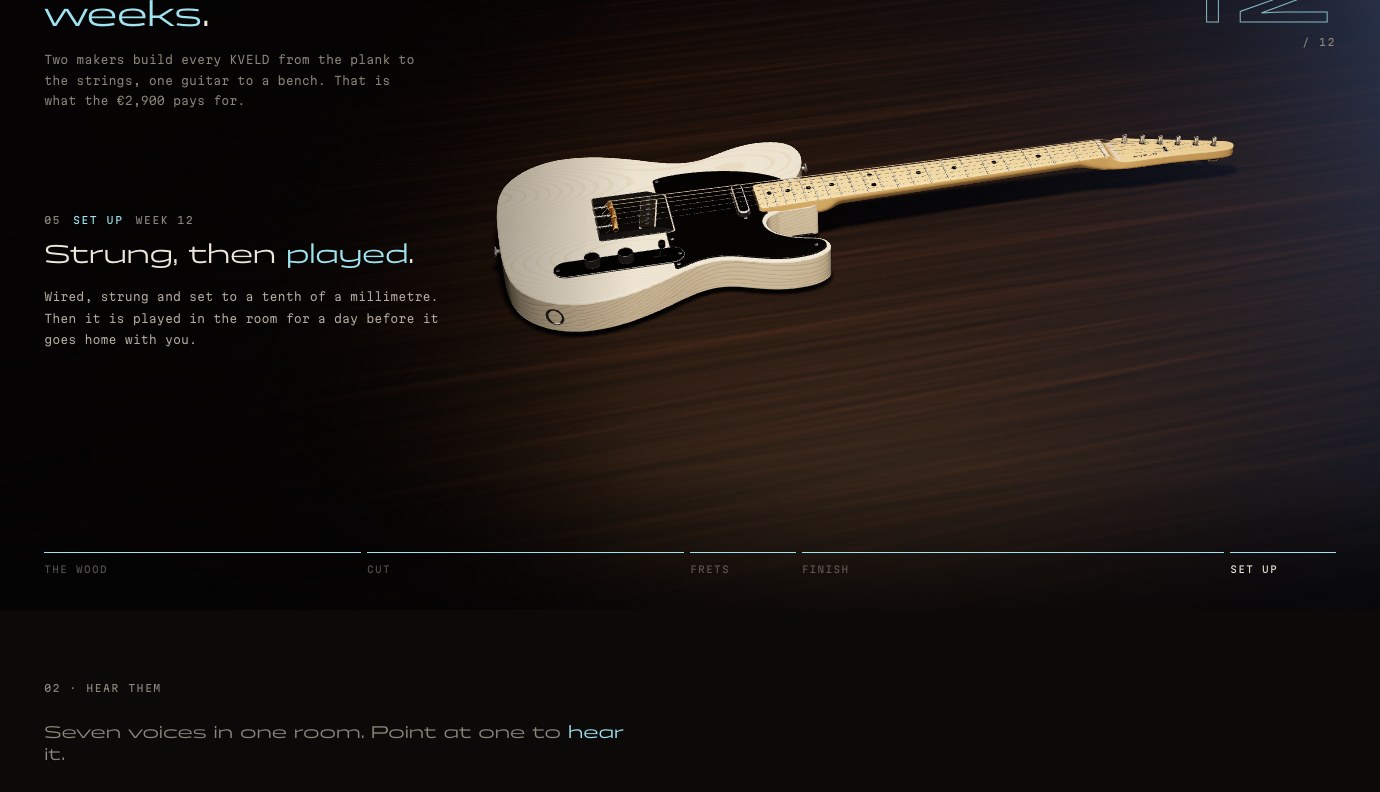 weeks.
12
/ 12
Two makers build every KVELD from the plank to
the strings, one guitar to a bench. That is
what the €2,900 pays for.
05 SET UP WEEK 12
Strung, then played.
Wired, strung and set to a tenth of a millimetre.
Then it is played in the room for a day before it
goes home with you.
THE WOOD
CUT
FRETS
FINISH
SET UP
02 · HEAR THEM
Seven voices in one room. Point at one to hear
it.